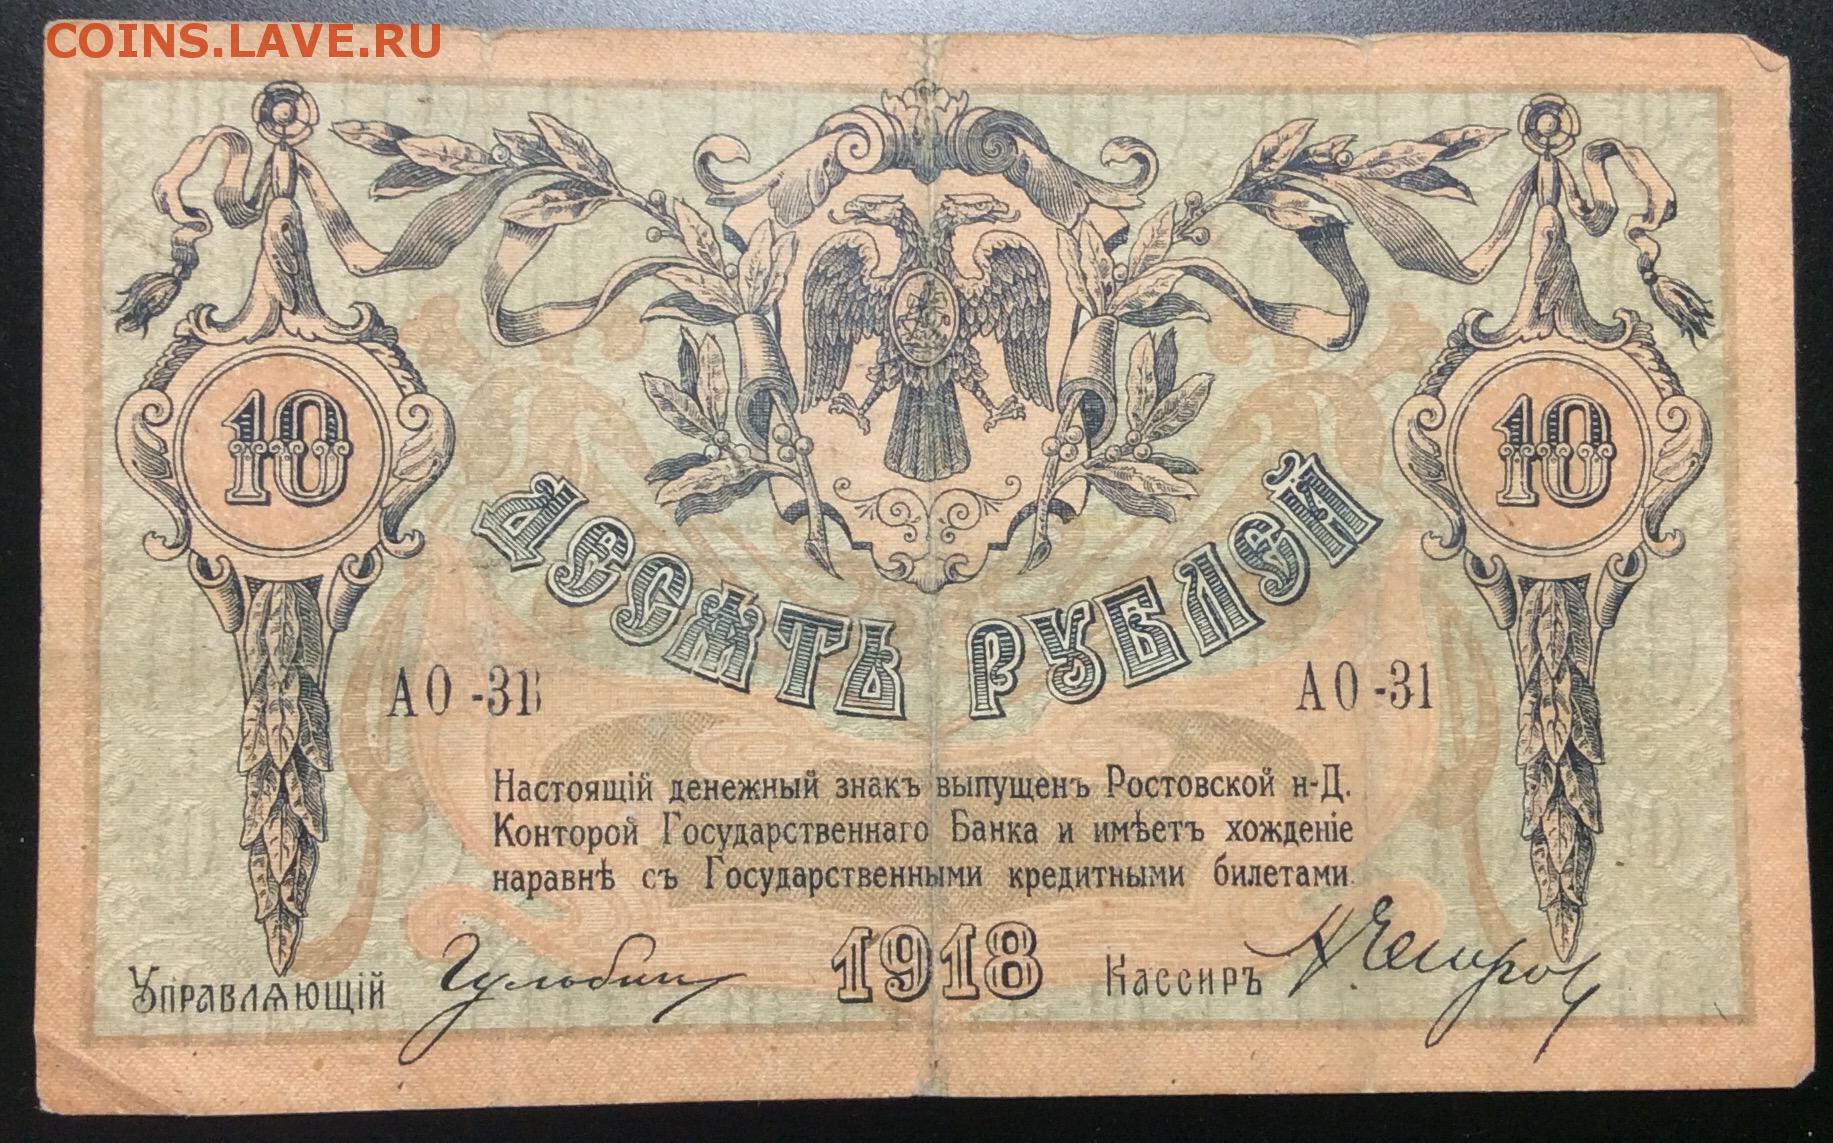 COINS.LAVE.RU
10 10
ДЕСЯТЬ РУБЛЕЙ
АО-31 АО-31
Настоящій денежный знакъ выпущенъ Ростовской н-Д.
Конторой Государственнаго Банка и имѣетъ хожденіе
наравнѣ съ Государственными кредитными билетами.
Управляющій Гульбин 1918 Кассиръ